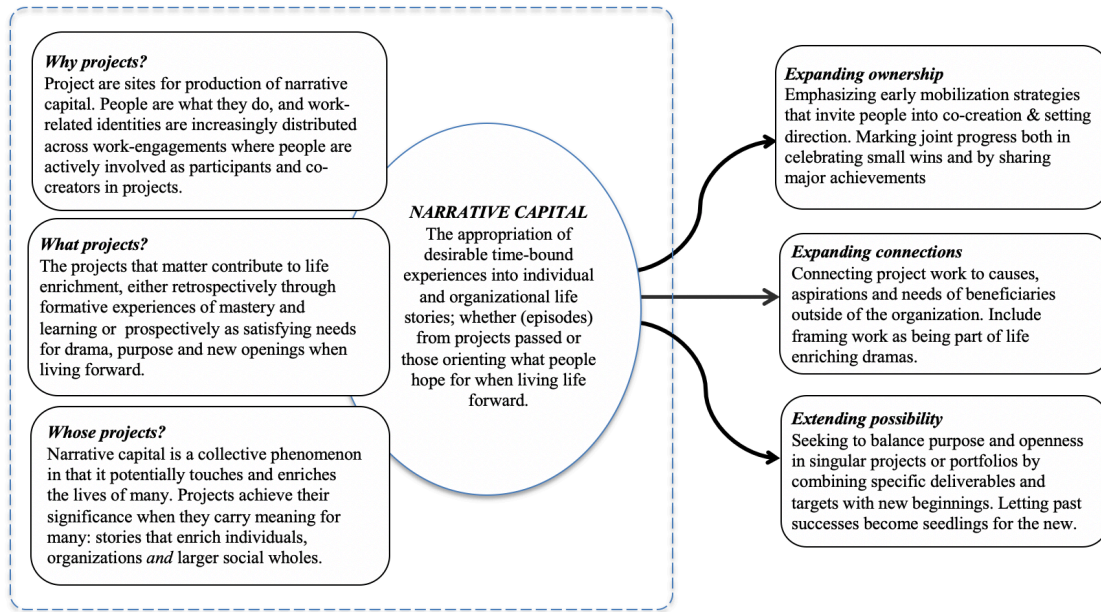 Why projects?
Project are sites for production of narrative
capital. People are what they do, and work-
related identities are increasingly distributed
across work-engagements where people are
actively involved as participants and co-
creators in projects.
What projects?
The projects that matter contribute to life
enrichment, either retrospectively through
formative experiences of mastery and
learning or prospectively as satisfying needs
for drama, purpose and new openings when
living forward.
Whose projects?
Narrative capital is a collective phenomenon
in that it potentially touches and enriches
the lives of many. Projects achieve their
significance when they carry meaning for
many: stories that enrich individuals,
organizations and larger social wholes.
NARRATIVE CAPITAL
The appropriation of
desirable time-bound
experiences into individual
and organizational life
stories; whether (episodes)
from projects passed or
those orienting what people
hope for when living life
forward.
Expanding ownership
Emphasizing early mobilization strategies
that invite people into co-creation & setting
direction. Marking joint progress both in
celebrating small wins and by sharing
major achievements
Expanding connections
Connecting project work to causes,
aspirations and needs of beneficiaries
outside of the organization. Include
framing work as being part of life
enriching dramas.
Extending possibility
Seeking to balance purpose and openness
in singular projects or portfolios by
combining specific deliverables and
targets with new beginnings. Letting past
successes become seedlings for the new.